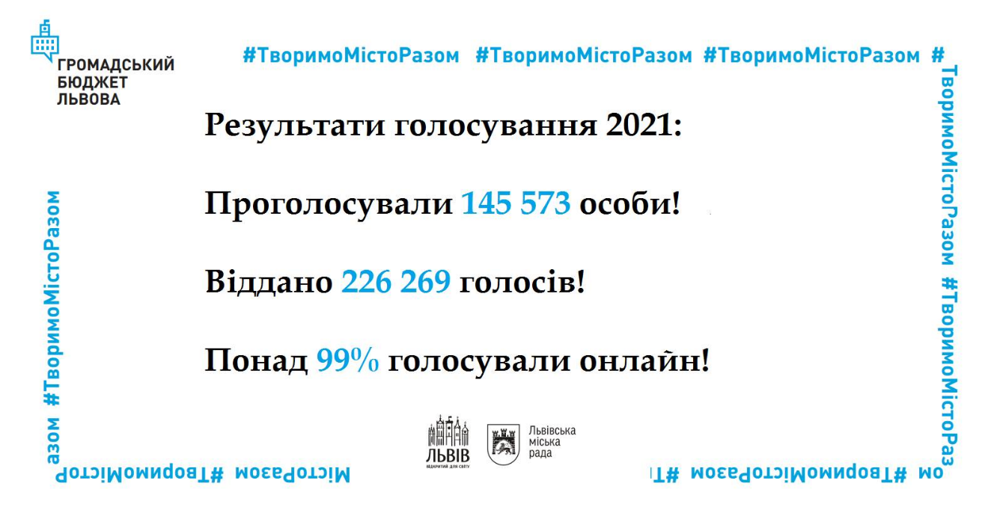 ГРОМАДСЬКИЙ
БЮДЖЕТ
ЛЬВОВА
#ТворимоМістоРазом #ТворимоМістоРазом #ТворимоМістоРазом #
ТворимоМістоРазом #ТворимоМістоРаз
Результати голосування 2021:
Проголосували 145 573 особи!
Віддано 226 269 голосів!
Понад 99% голосували онлайн!
азом #ТворимоМістоРазом
ЛЬВІВ
ВІДКРИТИЙ ДЛЯ СВІТУ
Львівська
міська
рада
ом #ТворимоМістоРазом #Ті
МістоРазом #ТворимоМістоР